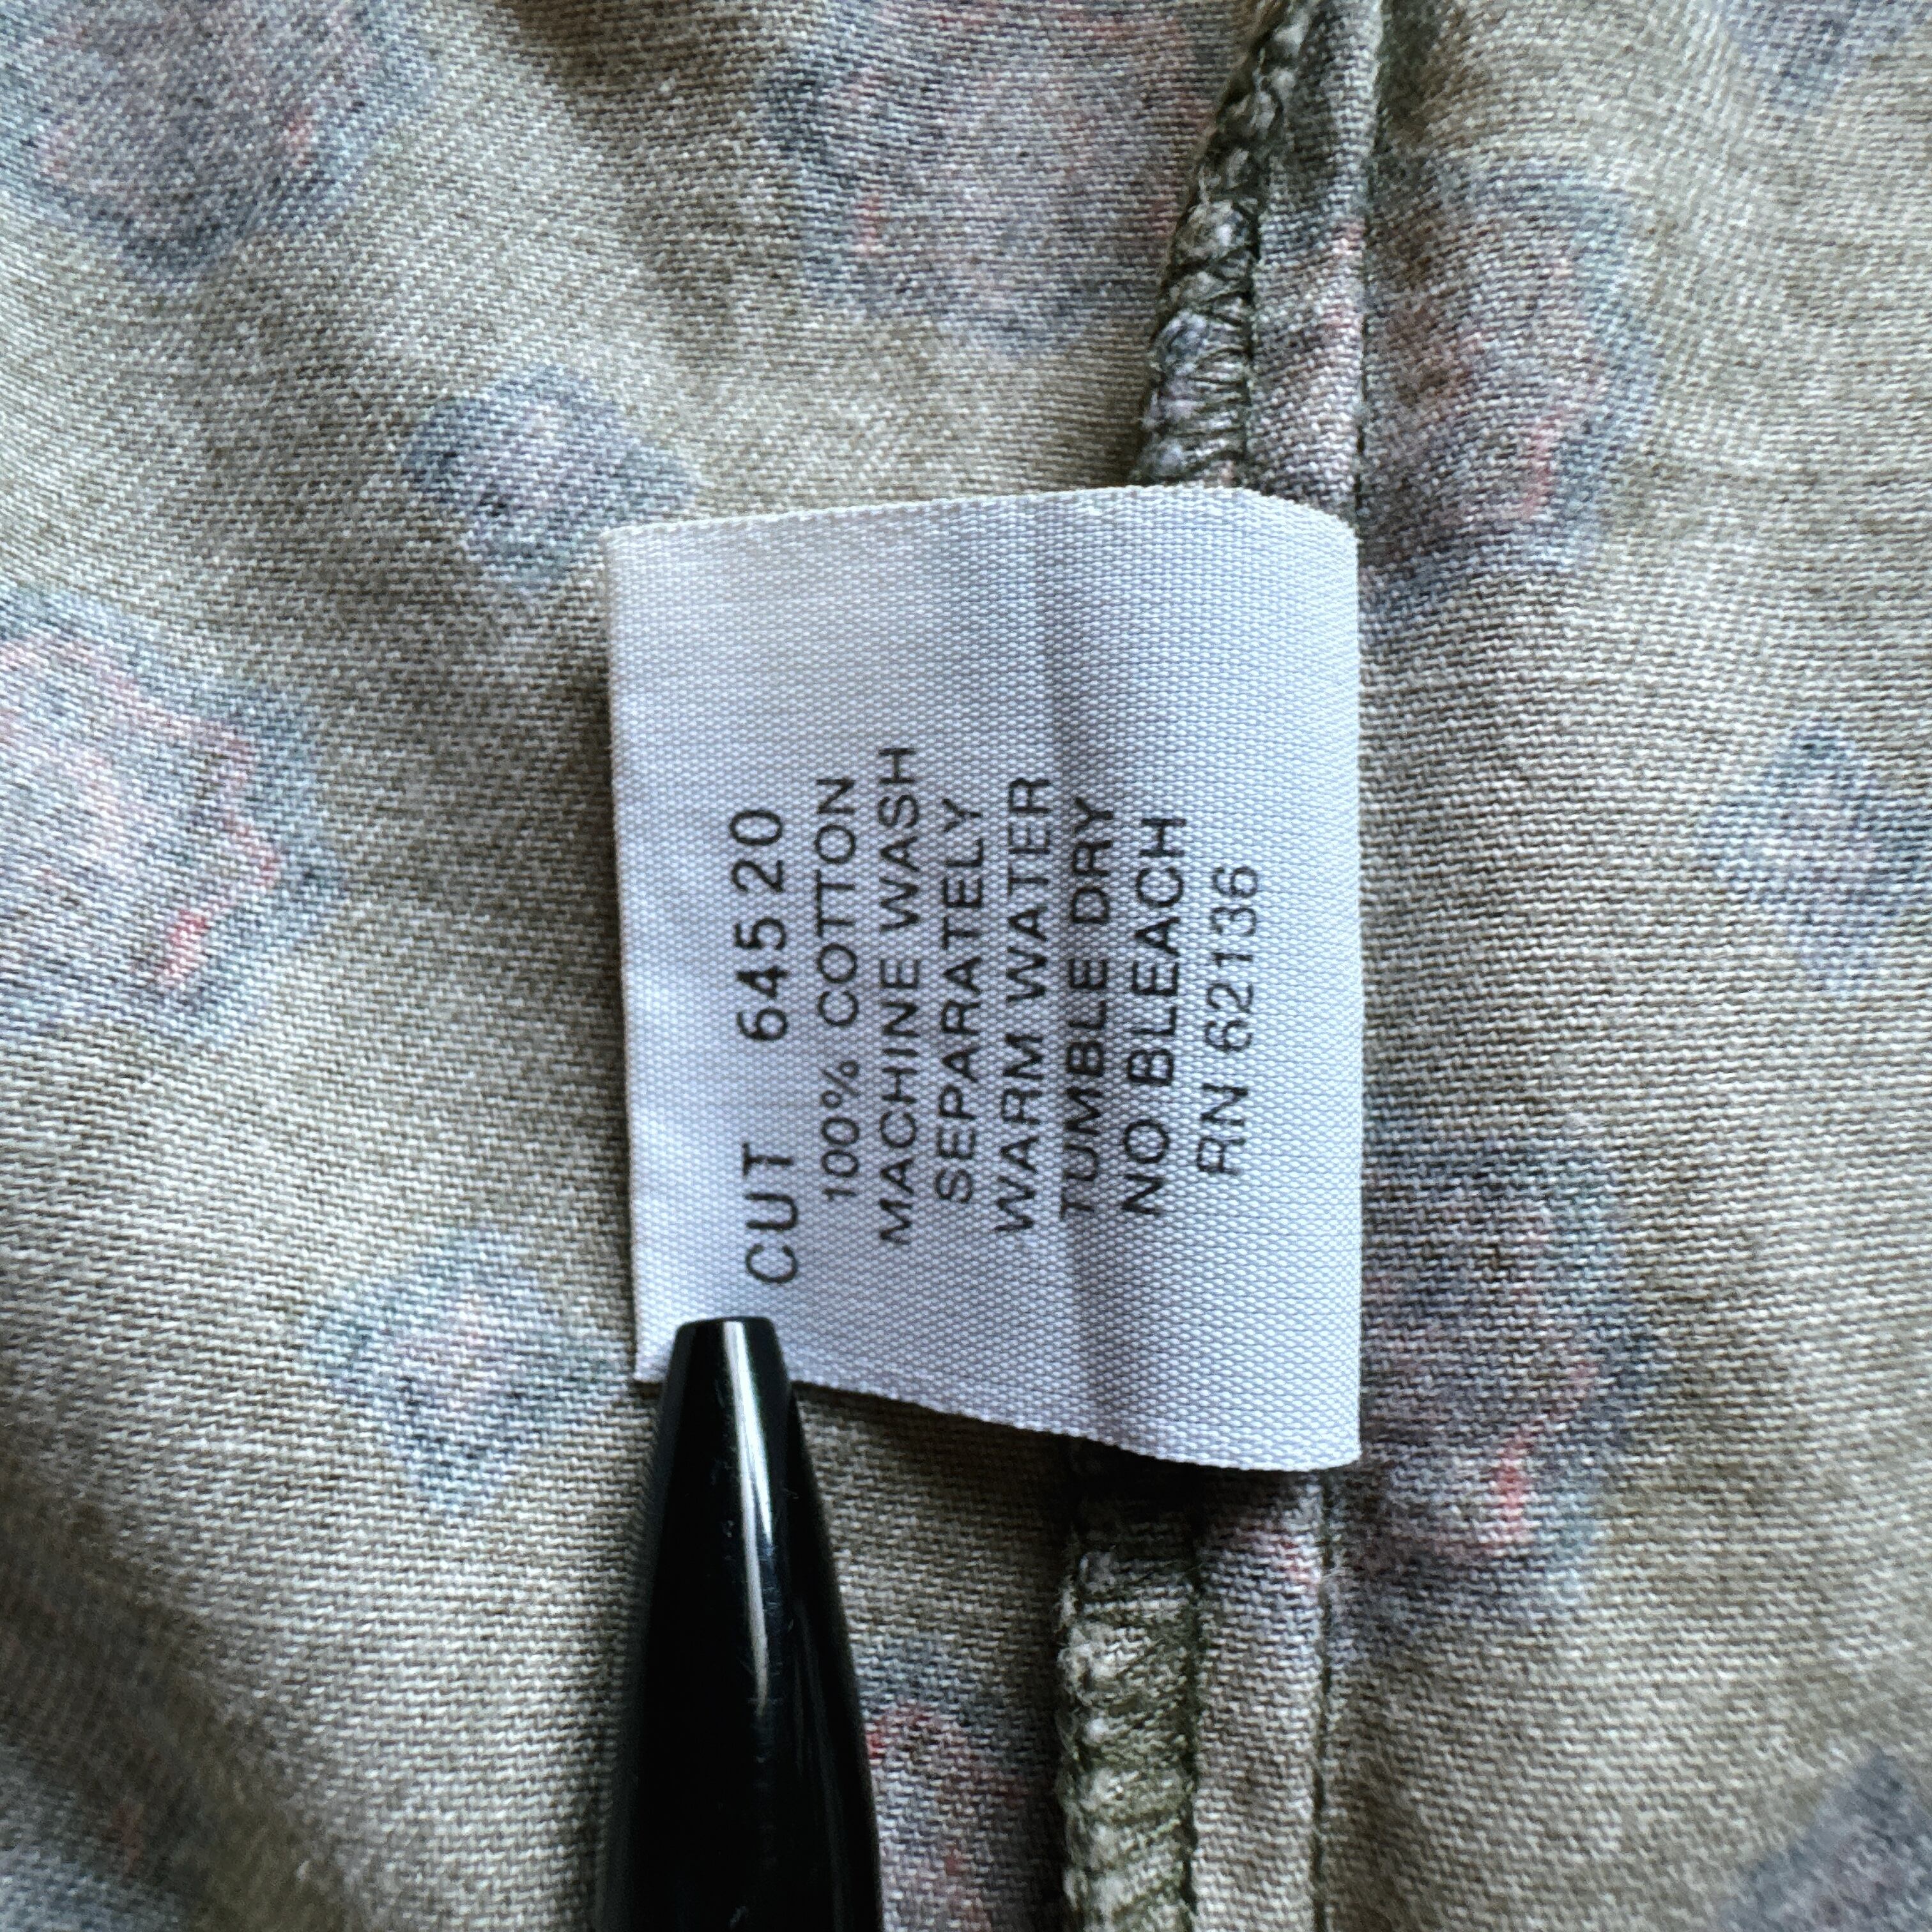 CUT 64520
100% COTTON
MACHINE WASH
SEPARATELY
WARM WATER
TUMBLE DRY
NO BLEACH
RN 62136